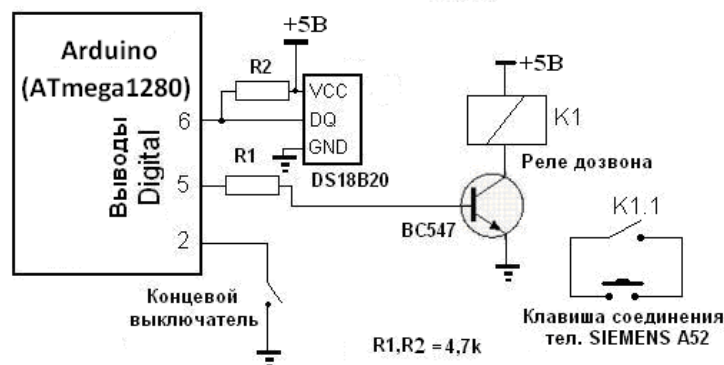 Arduino
(ATmega1280)
Выводы
Digital
6
5
2
+5В
R2
VCC
DQ
GND
DS18B20
R1
+5В
K1
Реле дозвона
BC547
K1.1
Концевой
выключатель
Клавиша соединения
тел. SIEMENS A52
R1,R2 =4,7k